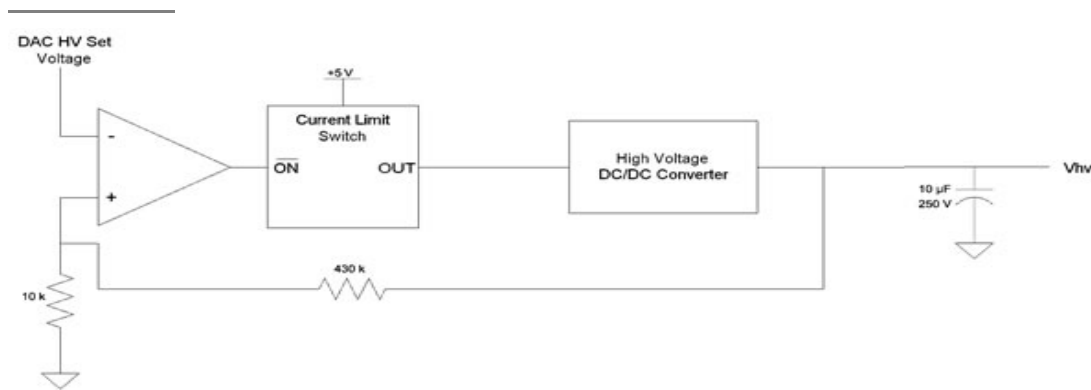 DAC HV Set
Voltage
+5 V
Current Limit
Switch
-
ON
OUT
High Voltage
DC/DC Converter
Vhv
+
10 µF
250 V
430 k
10 k